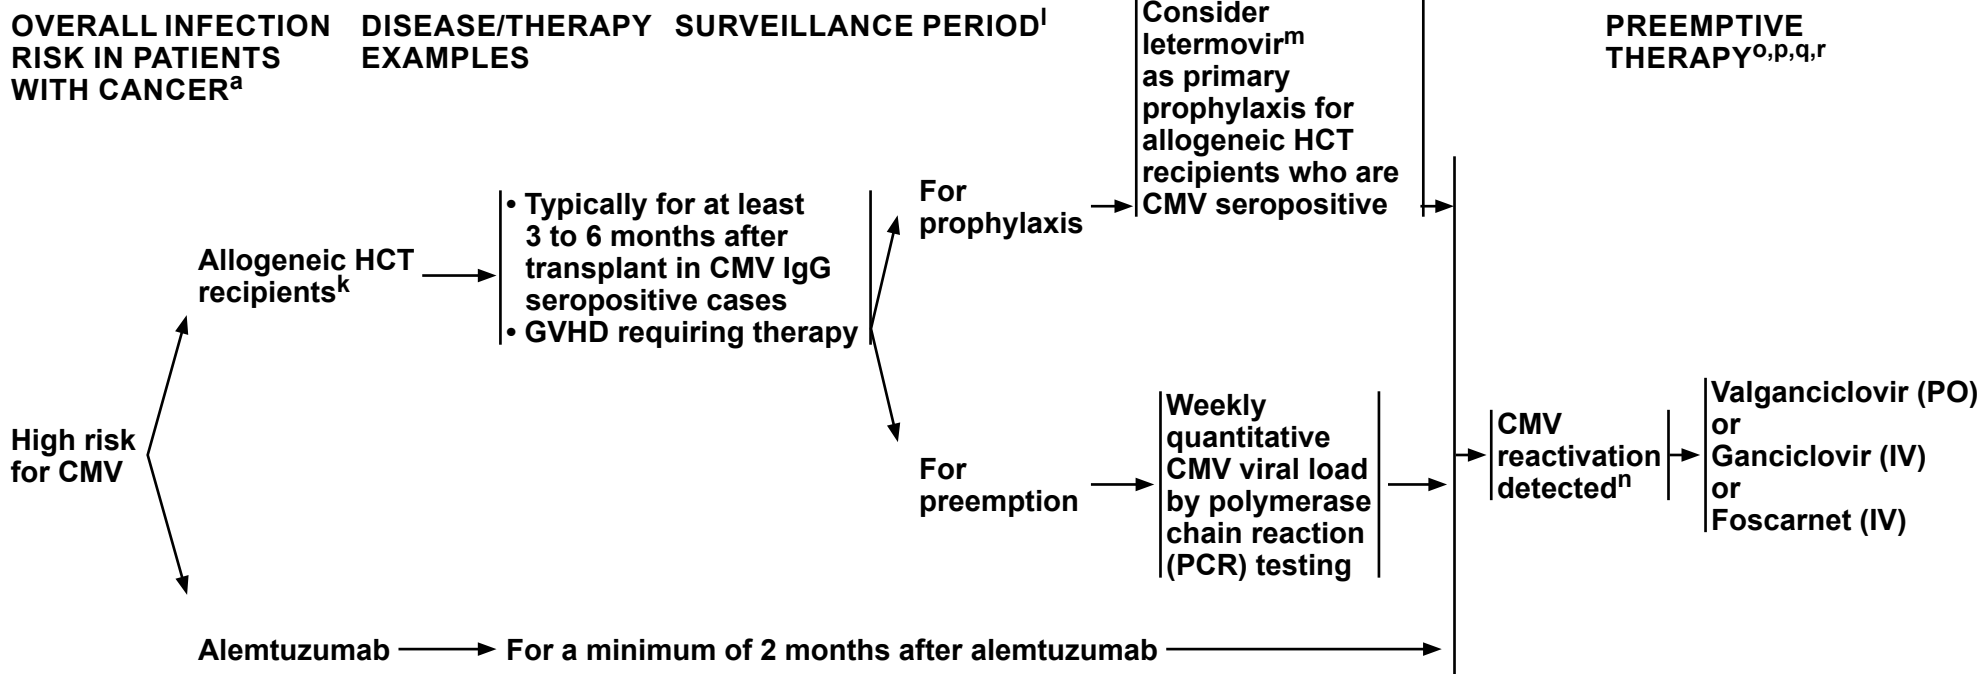 OVERALL INFECTION
RISK IN PATIENTS
WITH CANCERa
DISEASE/THERAPY
EXAMPLES
SURVEILLANCE PERIODl
PREEMPTIVE
THERAPYo,p,q,r
High risk
for CMV
Allogeneic HCT
recipientsk
• Typically for at least
3 to 6 months after
transplant in CMV IgG
seropositive cases
• GVHD requiring therapy
For
prophylaxis
Consider
letermovirm
as primary
prophylaxis for
allogeneic HCT
recipients who are
CMV seropositive
For
preemption
Weekly
quantitative
CMV viral load
by polymerase
chain reaction
(PCR) testing
CMV
reactivation
detectedn
Valganciclovir (PO)
or
Ganciclovir (IV)
or
Foscarnet (IV)
Alemtuzumab
For a minimum of 2 months after alemtuzumab